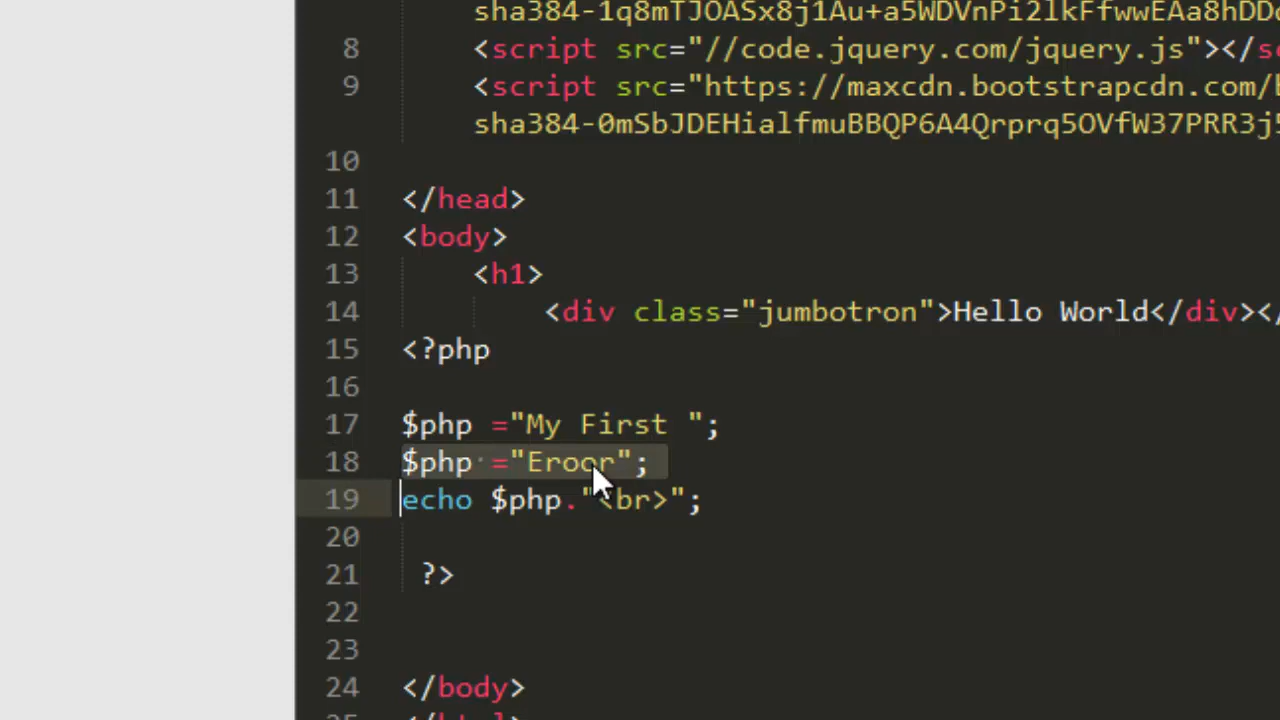 sha384-1q8mTJOASx8j1Au+a5WDVnPi2lkFfwwEAa8hDD
8 <script src="//code.jquery.com/jquery.js"></s
9 <script src="https://maxcdn.bootstrapcdn.com/
sha384-0mSbJDEHialfmuBBQP6A4Qrprq5OVfW37PRR3j
10
11 </head>
12 <body>
13 <h1>
14 <div class="jumbotron">Hello World</div><
15 <?php
16
17 $php ="My First ";
18 $php ="Eroor";
19 echo $php."<br>";
20
21 ?>
22
23
24 </body>